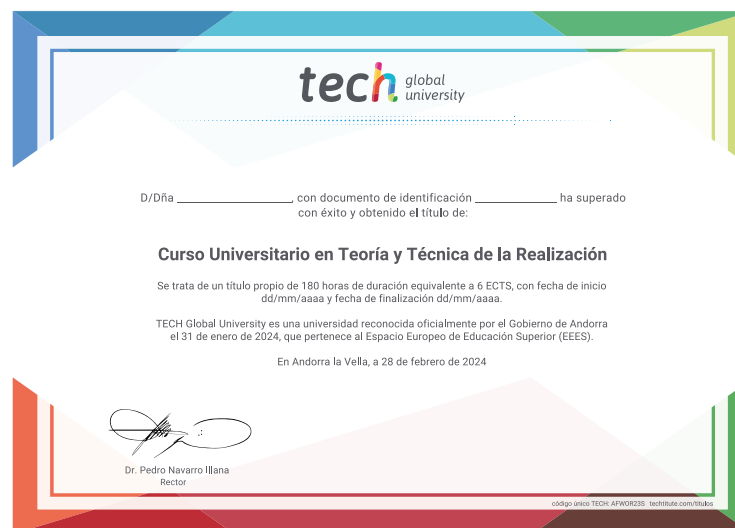 tech global university
D/Dña ____________________, con documento de identificación ______________ ha superado
con éxito y obtenido el título de:
Curso Universitario en Teoría y Técnica de la Realización
Se trata de un título propio de 180 horas de duración equivalente a 6 ECTS, con fecha de inicio
dd/mm/aaaa y fecha de finalización dd/mm/aaaa.
TECH Global University es una universidad reconocida oficialmente por el Gobierno de Andorra
el 31 de enero de 2024, que pertenece al Espacio Europeo de Educación Superior (EEES).
En Andorra la Vella, a 28 de febrero de 2024
Dr. Pedro Navarro Illana
Rector
código único TECH: AFWOR23S techtitute.com/titulos